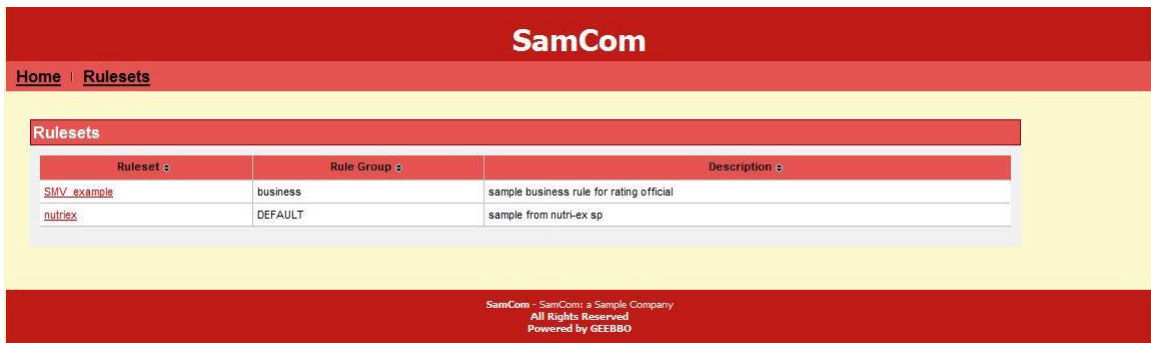 SamCom
Home | Rulesets
Rulesets
Ruleset Rule Group Description
SMV_example business sample business rule for rating official
nutriex DEFAULT sample from nutri-ex sp
SamCom - SamCom: a Sample Company
All Rights Reserved
Powered by GEEBBO